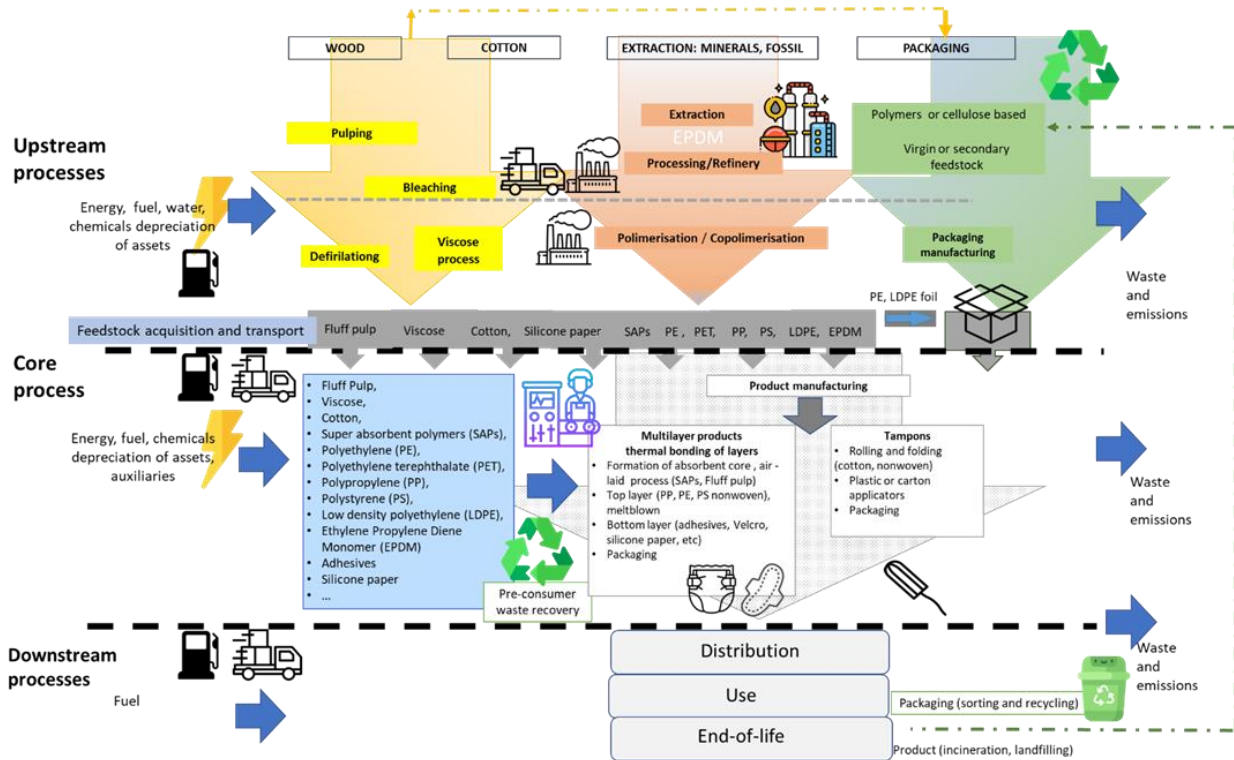 WOOD
COTTON
EXTRACTION: MINERALS, FOSSIL
PACKAGING
Upstream
processes
Energy, fuel, water,
chemicals depreciation
of assets
Pulping
Bleaching
Defirilationg
Viscose
process
Extraction
EPDM
Processing/Refinery
Polimerisation / Copolimerisation
Polymers or cellulose based
Virgin or secondary
feedstock
Packaging
manufacturing
Waste
and
emissions
PE, LDPE foil
Feedstock acquisition and transport
Fluff pulp
Viscose
Cotton,
Silicone paper
SAPs
PE ,
PET,
PP,
PS,
LDPE,
EPDM
Core
process
Energy, fuel, chemicals
depreciation of assets,
auxiliaries
• Fluff Pulp,
• Viscose,
• Cotton,
• Super absorbent polymers (SAPs),
• Polyethylene (PE),
• Polyethylene terephthalate (PET),
• Polypropylene (PP),
• Polystyrene (PS),
• Low density polyethylene (LDPE),
• Ethylene Propylene Diene
Monomer (EPDM)
• Adhesives
• Silicone paper
• ...
Pre-consumer
waste recovery
Product manufacturing
Multilayer products
thermal bonding of layers
• Formation of absorbent core , air -
laid process (SAPs, Fluff pulp)
• Top layer (PP, PE, PS nonwoven),
meltblown
• Bottom layer (adhesives, Velcro,
silicone paper, etc)
• Packaging
Tampons
• Rolling and folding
(cotton, nonwoven)
• Plastic or carton
applicators
• Packaging
Waste
and
emissions
Downstream
processes
Fuel
Distribution
Use
End-of-life
Packaging (sorting and recycling)
Product (incineration, landfilling)
Waste
and
emissions